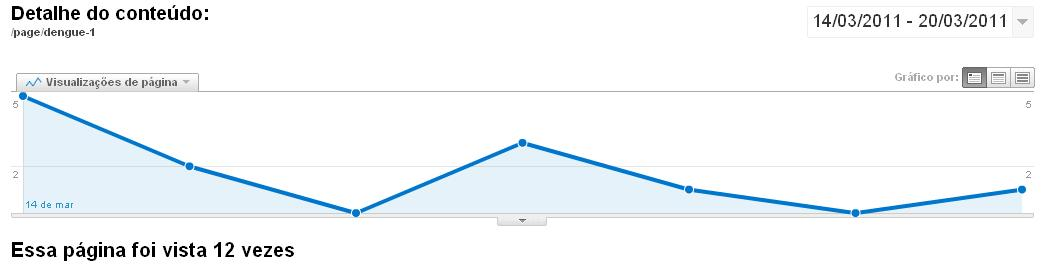 Detalhe do conteúdo:
/page/dengue-1
14/03/2011 - 20/03/2011
Visualizações de página
Gráfico por:
5 5
2 2
14 de mar
Essa página foi vista 12 vezes